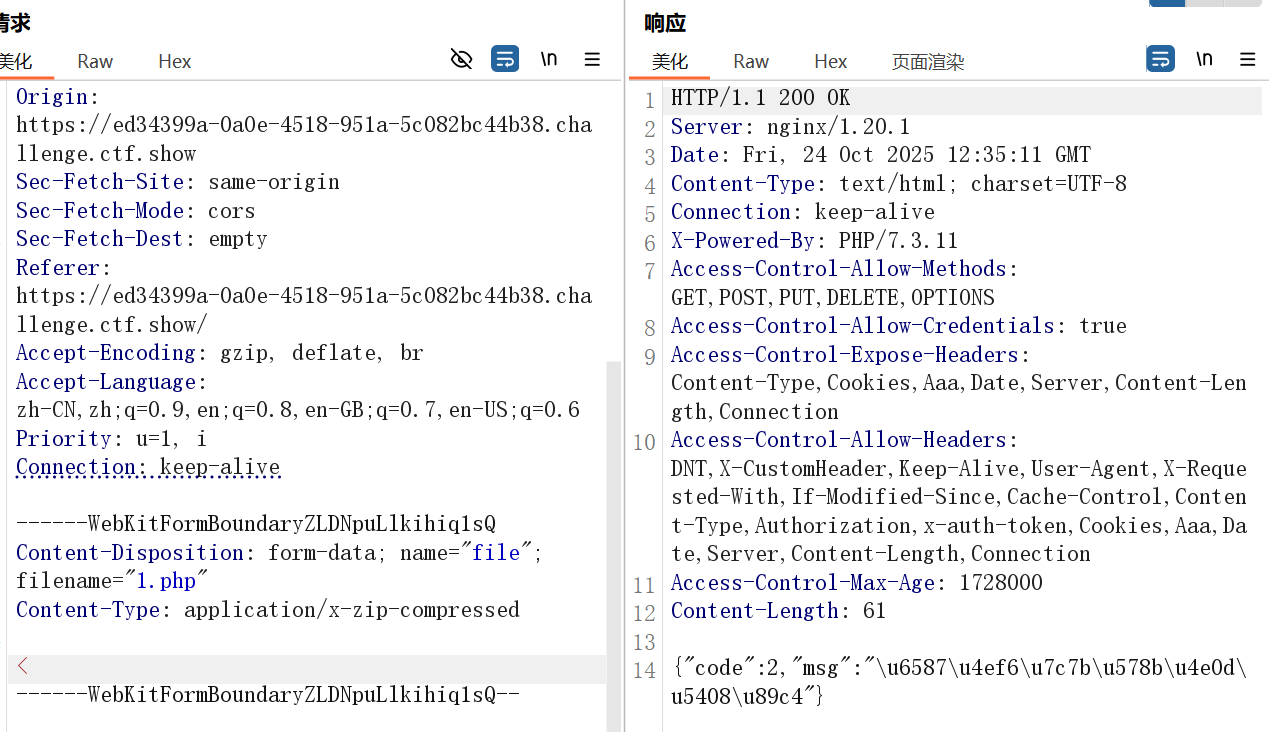 请求
美化 Raw Hex \n
Origin:
https://ed34399a-0a0e-4518-951a-5c082bc44b38.cha
llenge.ctf.show
Sec-Fetch-Site: same-origin
Sec-Fetch-Mode: cors
Sec-Fetch-Dest: empty
Referer:
https://ed34399a-0a0e-4518-951a-5c082bc44b38.cha
llenge.ctf.show/
Accept-Encoding: gzip, deflate, br
Accept-Language:
zh-CN,zh;q=0.9,en;q=0.8,en-GB;q=0.7,en-US;q=0.6
Priority: u=1, i
Connection: keep-alive
------WebKitFormBoundaryZLDNpuLlkihiq1sQ
Content-Disposition: form-data; name="file";
filename="1.php"
Content-Type: application/x-zip-compressed
<
------WebKitFormBoundaryZLDNpuLlkihiq1sQ--
响应
美化 Raw Hex 页面渲染 \n
1 HTTP/1.1 200 OK
2 Server: nginx/1.20.1
3 Date: Fri, 24 Oct 2025 12:35:11 GMT
4 Content-Type: text/html; charset=UTF-8
5 Connection: keep-alive
6 X-Powered-By: PHP/7.3.11
7 Access-Control-Allow-Methods:
GET,POST,PUT,DELETE,OPTIONS
8 Access-Control-Allow-Credentials: true
9 Access-Control-Expose-Headers:
Content-Type,Cookies,Aaa,Date,Server,Content-Len
gth,Connection
10 Access-Control-Allow-Headers:
DNT,X-CustomHeader,Keep-Alive,User-Agent,X-Reque
sted-With,If-Modified-Since,Cache-Control,Conten
t-Type,Authorization,x-auth-token,Cookies,Aaa,Da
te,Server,Content-Length,Connection
11 Access-Control-Max-Age: 1728000
12 Content-Length: 61
13
14 {"code":2,"msg":"\u6587\u4ef6\u7c7b\u578b\u4e0d\
u5408\u89c4"}